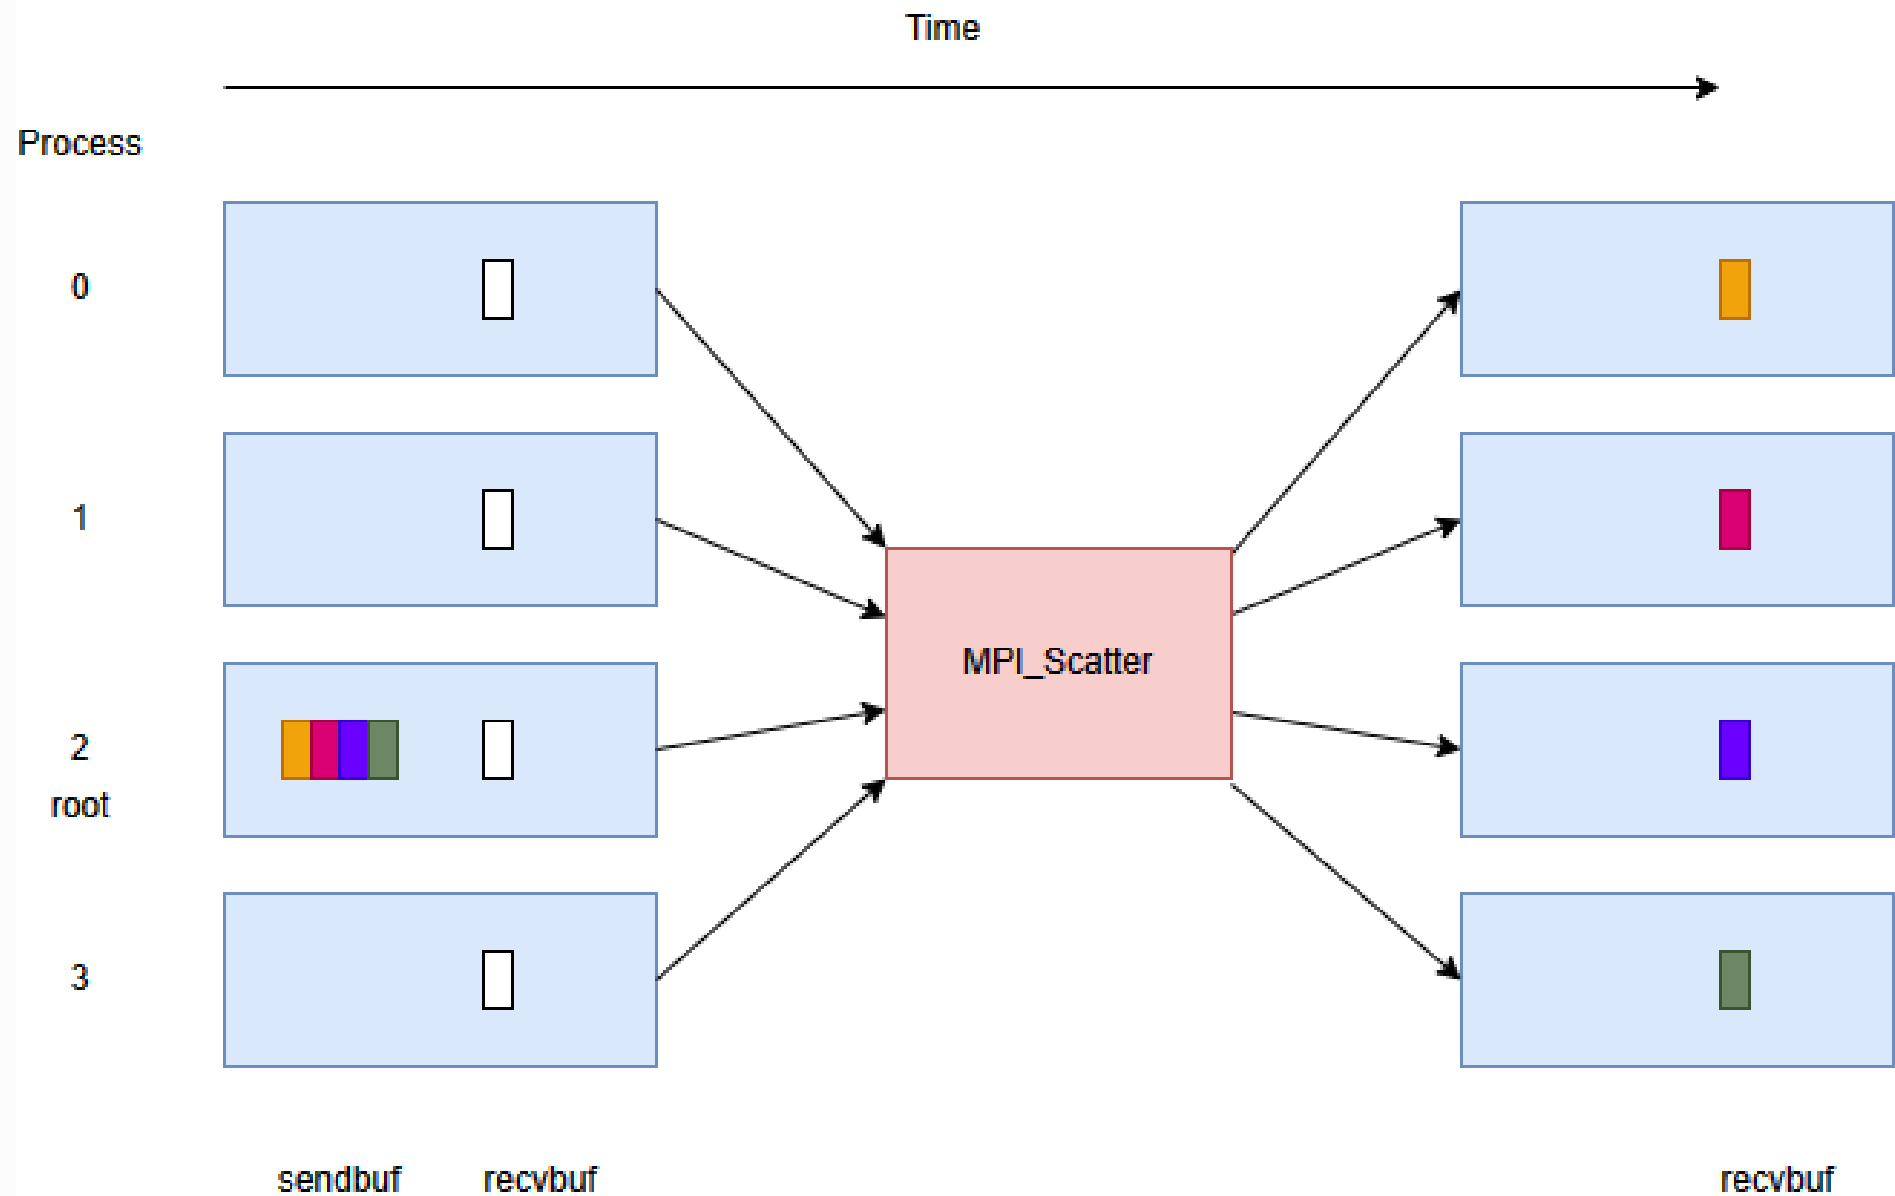 Time
Process
0
1
MPI_Scatter
2
root
3
sendbuf recvbuf recvbuf